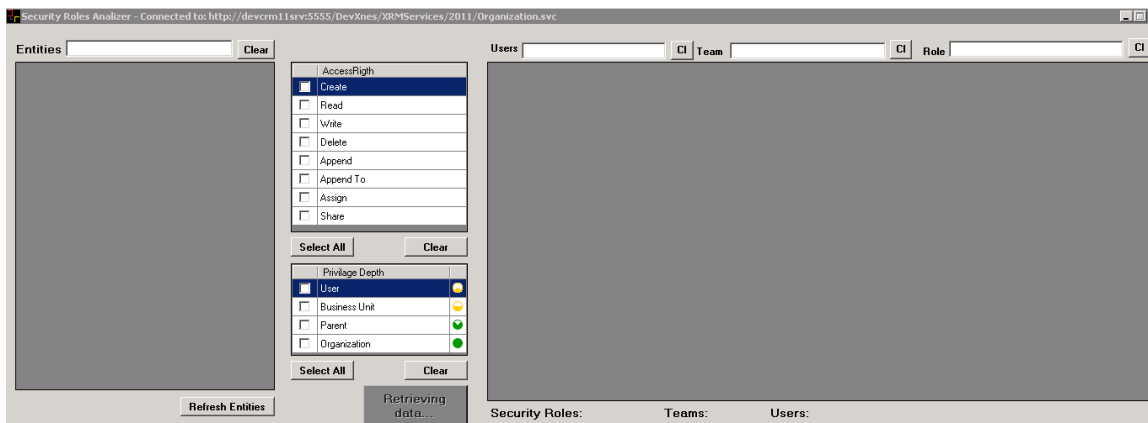 Security Roles Analizer - Connected to: http://devcrm11srv:5555/DevXnes/XRMServices/2011/Organization.svc
Entities Clear
Users Cl Team Cl Role Cl
AccessRigth
Create
Read
Write
Delete
Append
Append To
Assign
Share
Select All Clear
Privilage Depth
User
Business Unit
Parent
Organization
Select All Clear
Refresh Entities
Retrieving
data...
Security Roles: Teams: Users: